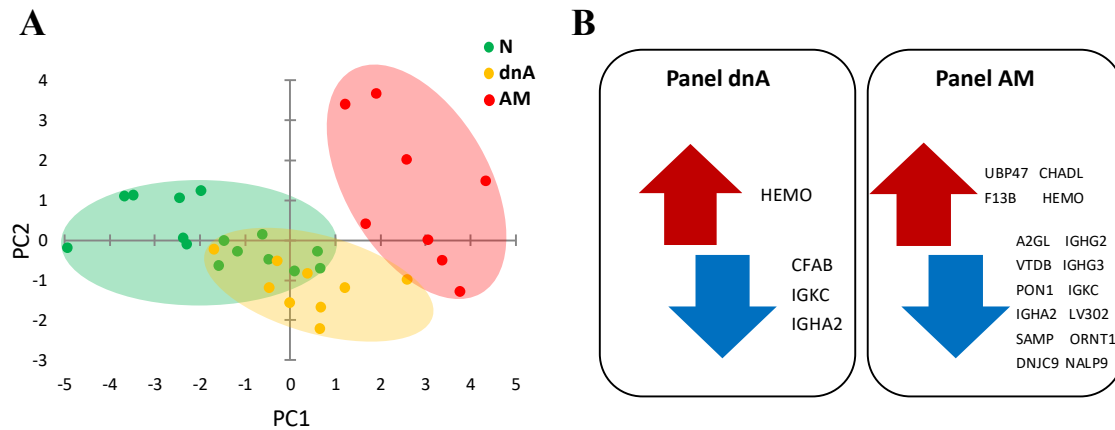 A
N
dnA
AM
4
3
2
1
0
-1
-2
-3
PC2
-5 -4 -3 -2 -1 0 1 2 3 4 5
PC1
B
Panel dnA
HEMO
CFAB
IGKC
IGHA2
Panel AM
UBP47 CHADL
F13B HEMO
A2GL IGHG2
VTDB IGHG3
PON1 IGKC
IGHA2 LV302
SAMP ORNT1
DNJC9 NALP9